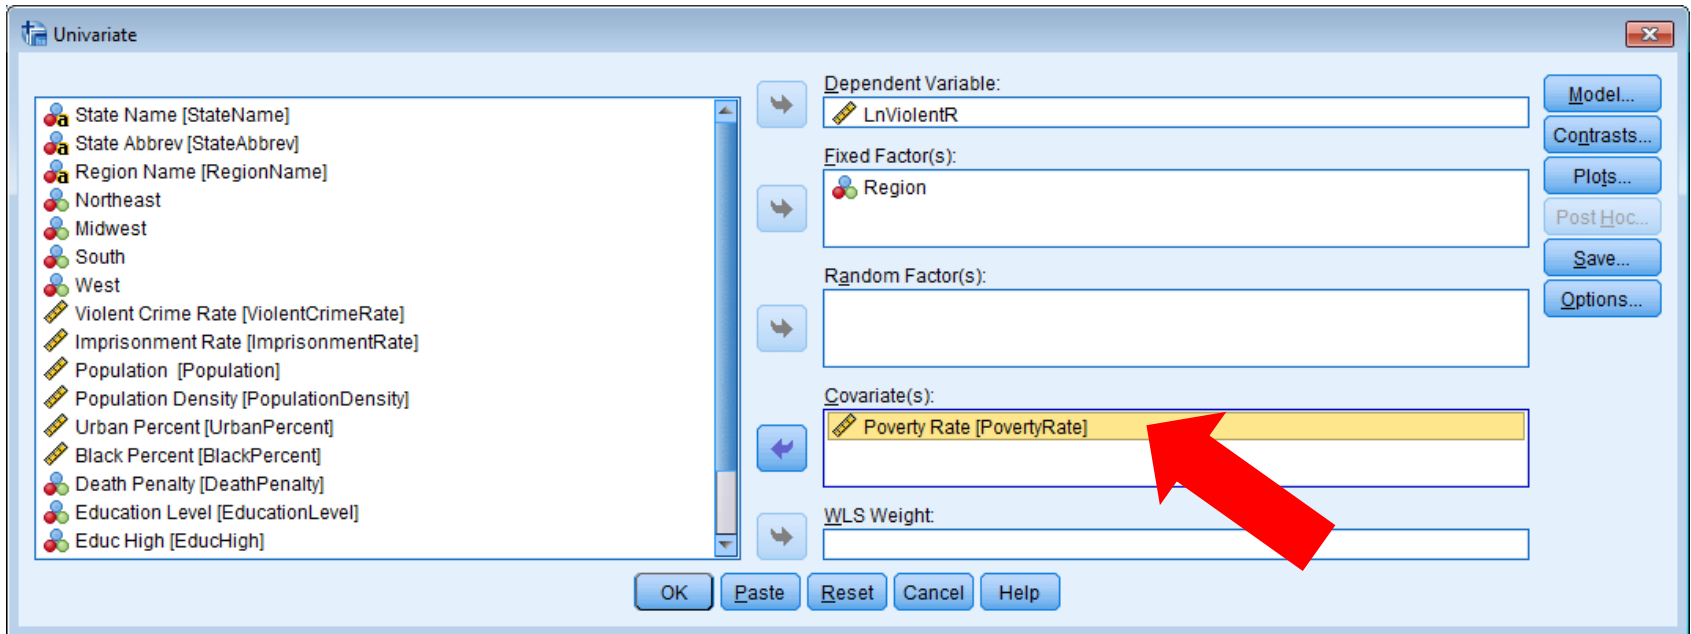 Univariate
State Name [StateName]
State Abbrev [StateAbbrev]
Region Name [RegionName]
Northeast
Midwest
South
West
Violent Crime Rate [ViolentCrimeRate]
Imprisonment Rate [ImprisonmentRate]
Population [Population]
Population Density [PopulationDensity]
Urban Percent [UrbanPercent]
Black Percent [BlackPercent]
Death Penalty [DeathPenalty]
Education Level [EducationLevel]
Educ High [EducHigh]
Dependent Variable:
LnViolentR
Fixed Factor(s):
Region
Random Factor(s):
Covariate(s):
Poverty Rate [PovertyRate]
WLS Weight:
Model...
Contrasts...
Plots...
Post Hoc...
Save...
Options...
OK Paste Reset Cancel Help